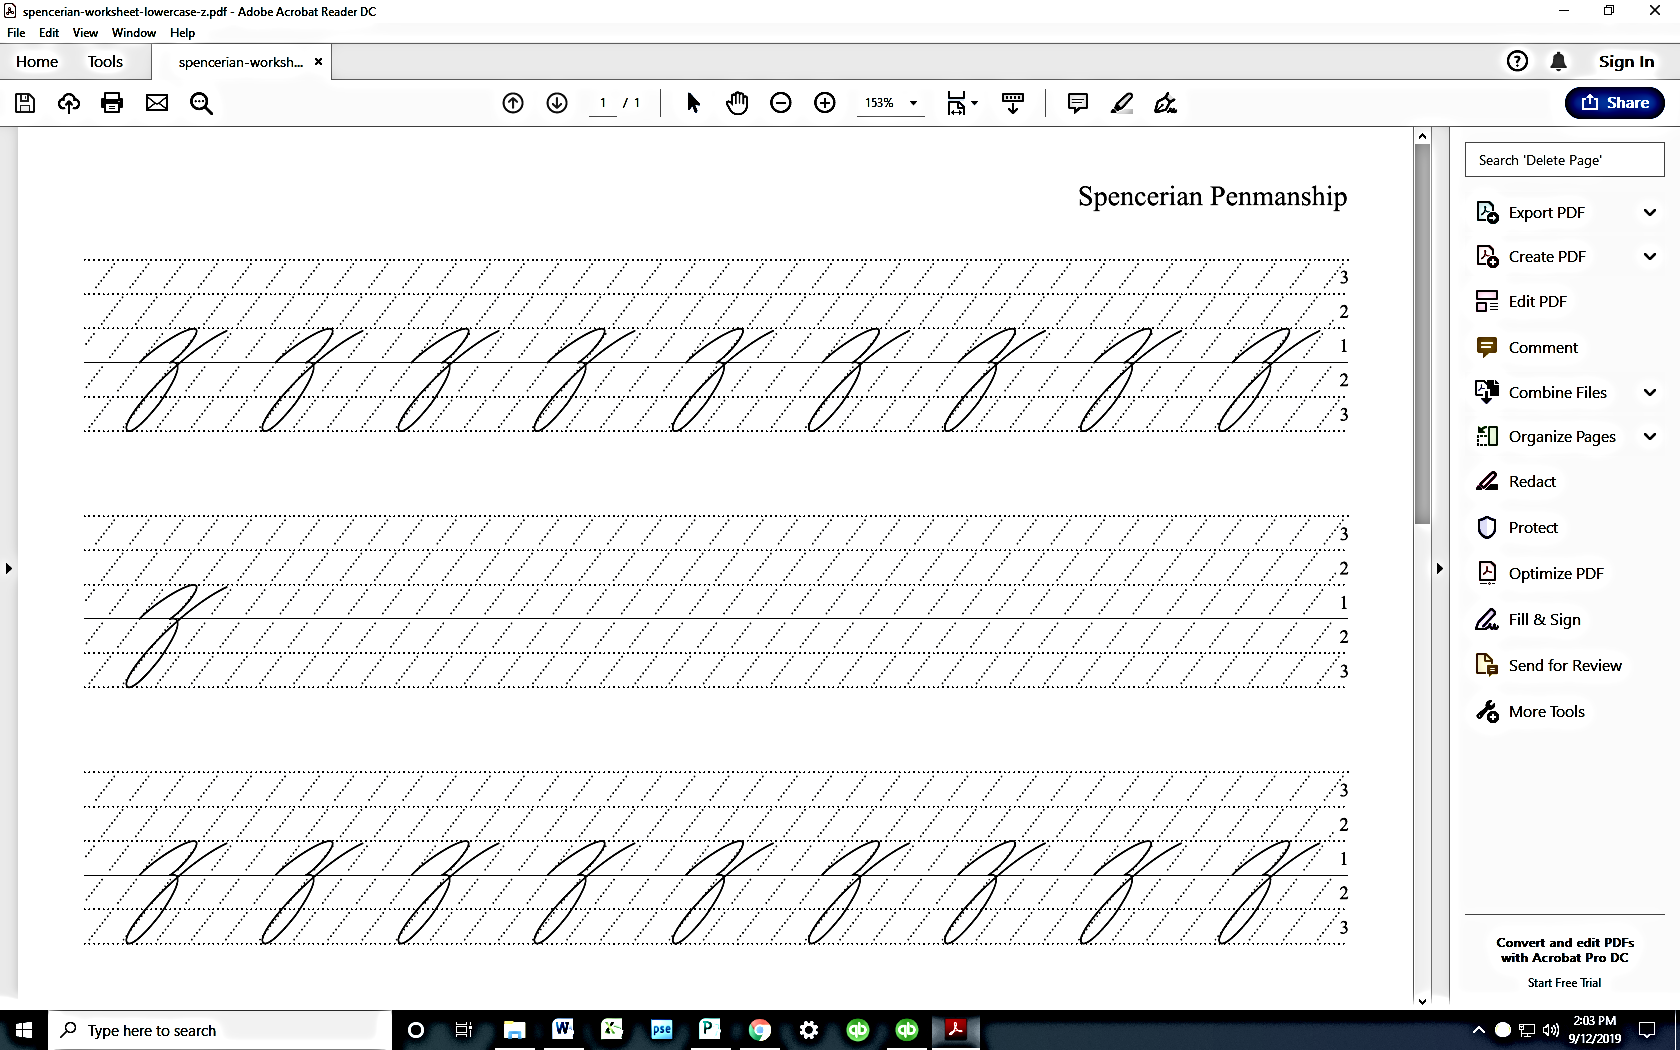 spencerian-worksheet-lowercase-z.pdf - Adobe Acrobat Reader DC
File Edit View Window Help
Home Tools spencerian-worksh... × Sign In
1 / 1 153% Share
Search 'Delete Page'
Spencerian Penmanship
3
2
z z z z z z z z z 1
2
3
3
2
z 1
2
3
3
2
z z z z z z z z z 1
2
3
Export PDF
Create PDF
Edit PDF
Comment
Combine Files
Organize Pages
Redact
Protect
Optimize PDF
Fill & Sign
Send for Review
More Tools
Convert and edit PDFs
with Acrobat Pro DC
Start Free Trial
Type here to search W X pse P qb qb 2:03 PM
9/12/2019